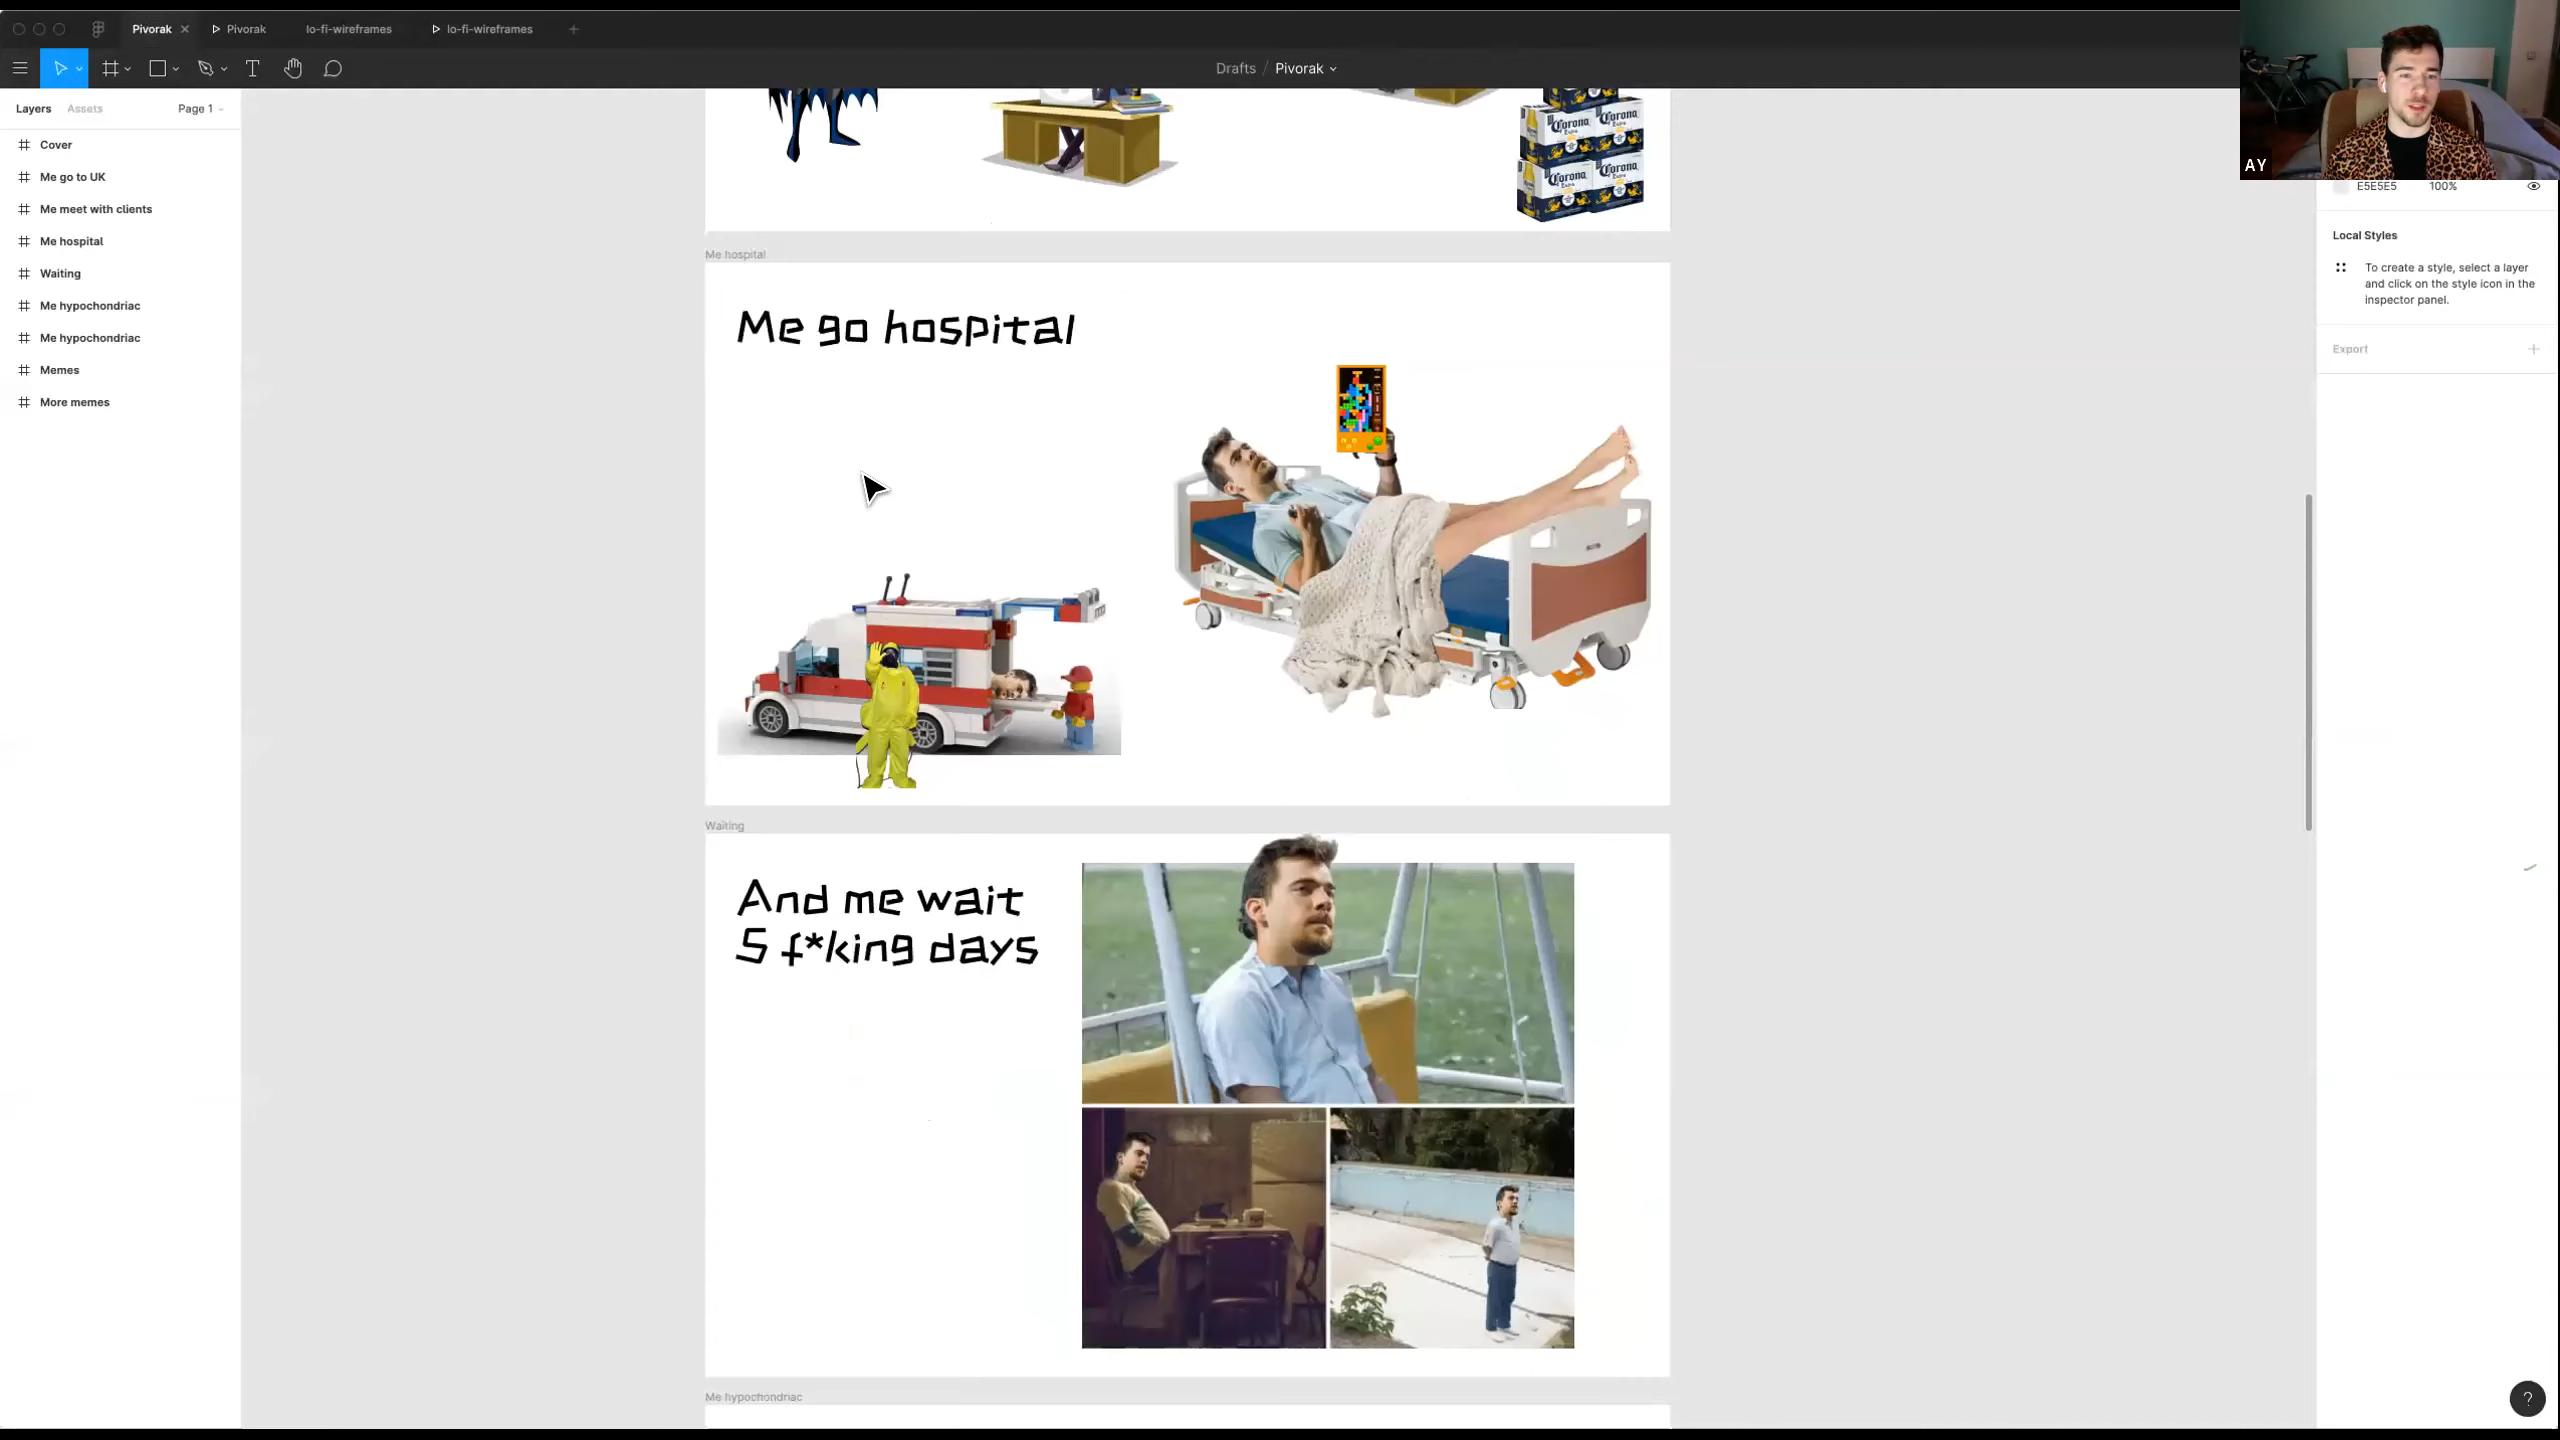 Pivorak
Pivorak
lo-fi-wireframes
lo-fi-wireframes
Drafts / Pivorak
AY
Layers
Assets
Page 1
Cover
Me go to UK
Me meet with clients
Me hospital
Waiting
Me hypochondriac
Me hypochondriac
Memes
More memes
Corona
Corona
Corona
Corona
Me hospital
Me go hospital
Waiting
And me wait
5 f*king days
Me hypochondriac
E5E5E5 100%
Local Styles
To create a style, select a layer
and click on the style icon in the
inspector panel.
Export
?